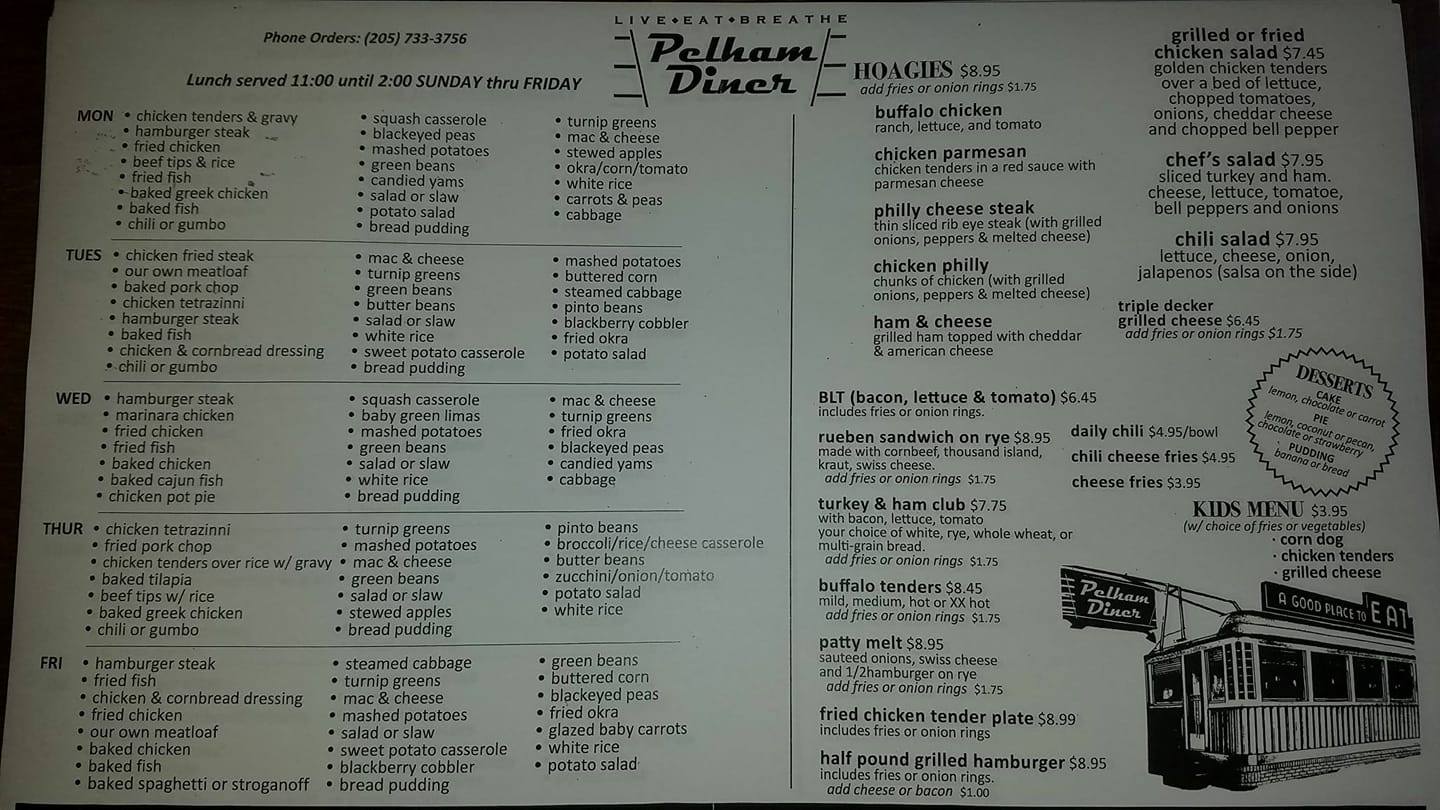 LIVE◆EAT◆BREATHE
Pelham
Diner
Phone Orders: (205) 733-3756
Lunch served 11:00 until 2:00 SUNDAY thru FRIDAY
MON
• chicken tenders & gravy
• hamburger steak
• fried chicken
• beef tips & rice
• fried fish
• baked greek chicken
• baked fish
• chili or gumbo
• squash casserole
• blackeyed peas
• mashed potatoes
• green beans
• candied yams
• salad or slaw
• potato salad
• bread pudding
• turnip greens
• mac & cheese
• stewed apples
• okra/corn/tomato
• white rice
• carrots & peas
• cabbage
TUES
• chicken fried steak
• our own meatloaf
• baked pork chop
• chicken tetrazinni
• hamburger steak
• baked fish
• chicken & cornbread dressing
• chili or gumbo
• mac & cheese
• turnip greens
• green beans
• butter beans
• salad or slaw
• white rice
• sweet potato casserole
• bread pudding
• mashed potatoes
• buttered corn
• steamed cabbage
• pinto beans
• blackberry cobbler
• fried okra
• potato salad
WED
• hamburger steak
• marinara chicken
• fried chicken
• fried fish
• baked chicken
• baked cajun fish
• chicken pot pie
• squash casserole
• baby green limas
• mashed potatoes
• green beans
• salad or slaw
• white rice
• bread pudding
• mac & cheese
• turnip greens
• fried okra
• blackeyed peas
• candied yams
• cabbage
THUR
• chicken tetrazinni
• fried pork chop
• chicken tenders over rice w/ gravy
• baked tilapia
• beef tips w/ rice
• baked greek chicken
• chili or gumbo
• turnip greens
• mashed potatoes
• mac & cheese
• green beans
• salad or slaw
• stewed apples
• bread pudding
• pinto beans
• broccoli/rice/cheese casserole
• butter beans
• zucchini/onion/tomato
• potato salad
• white rice
FRI
• hamburger steak
• fried fish
• chicken & cornbread dressing
• fried chicken
• our own meatloaf
• baked chicken
• baked fish
• baked spaghetti or stroganoff
• steamed cabbage
• turnip greens
• mac & cheese
• mashed potatoes
• salad or slaw
• sweet potato casserole
• blackberry cobbler
• bread pudding
• green beans
• buttered corn
• blackeyed peas
• fried okra
• glazed baby carrots
• white rice
• potato salad
HOAGIES $8.95
add fries or onion rings $1.75
buffalo chicken
ranch, lettuce, and tomato
chicken parmesan
chicken tenders in a red sauce with
parmesan cheese
philly cheese steak
thin sliced rib eye steak (with grilled
onions, peppers & melted cheese)
chicken philly
chunks of chicken (with grilled
onions, peppers & melted cheese)
ham & cheese
grilled ham topped with cheddar
& american cheese
grilled or fried
chicken salad $7.45
golden chicken tenders
over a bed of lettuce,
chopped tomatoes,
onions, cheddar cheese
and chopped bell pepper
chef's salad $7.95
sliced turkey and ham.
cheese, lettuce, tomatoe,
bell peppers and onions
chili salad $7.95
lettuce, cheese, onion,
jalapenos (salsa on the side)
triple decker
grilled cheese $6.45
add fries or onion rings $1.75
BLT (bacon, lettuce & tomato) $6.45
includes fries or onion rings.
rueben sandwich on rye $8.95
made with cornbeef, thousand island,
kraut, swiss cheese.
add fries or onion rings $1.75
turkey & ham club $7.75
with bacon, lettuce, tomato
your choice of white, rye, whole wheat, or
multi-grain bread.
add fries or onion rings $1.75
buffalo tenders $8.45
mild, medium, hot or XX hot
add fries or onion rings $1.75
patty melt $8.95
sauteed onions, swiss cheese
and 1/2hamburger on rye
add fries or onion rings $1.75
fried chicken tender plate $8.99
includes fries or onion rings
half pound grilled hamburger $8.95
includes fries or onion rings.
add cheese or bacon $1.00
daily chili $4.95/bowl
chili cheese fries $4.95
cheese fries $3.95
DESSERTS
CAKE
lemon, chocolate or carrot
PIE
lemon, coconut or pecan,
chocolate or strawberry
PUDDING
banana or bread
KIDS MENU $3.95
(w/ choice of fries or vegetables)
· corn dog
· chicken tenders
· grilled cheese
Pelham
Diner
A GOOD PLACE TO EAT